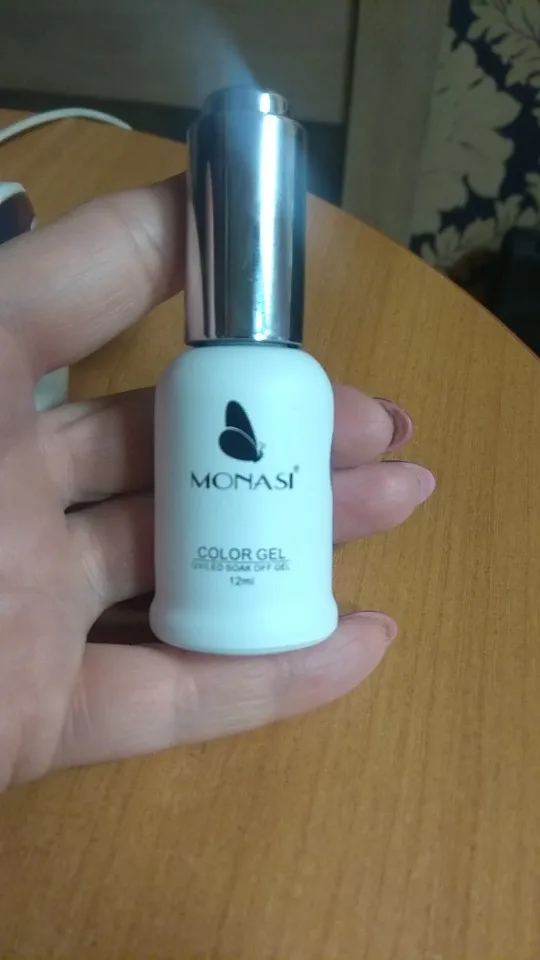 MONASI®
COLOR GEL
UV/LED SOAK OFF GEL
12ml